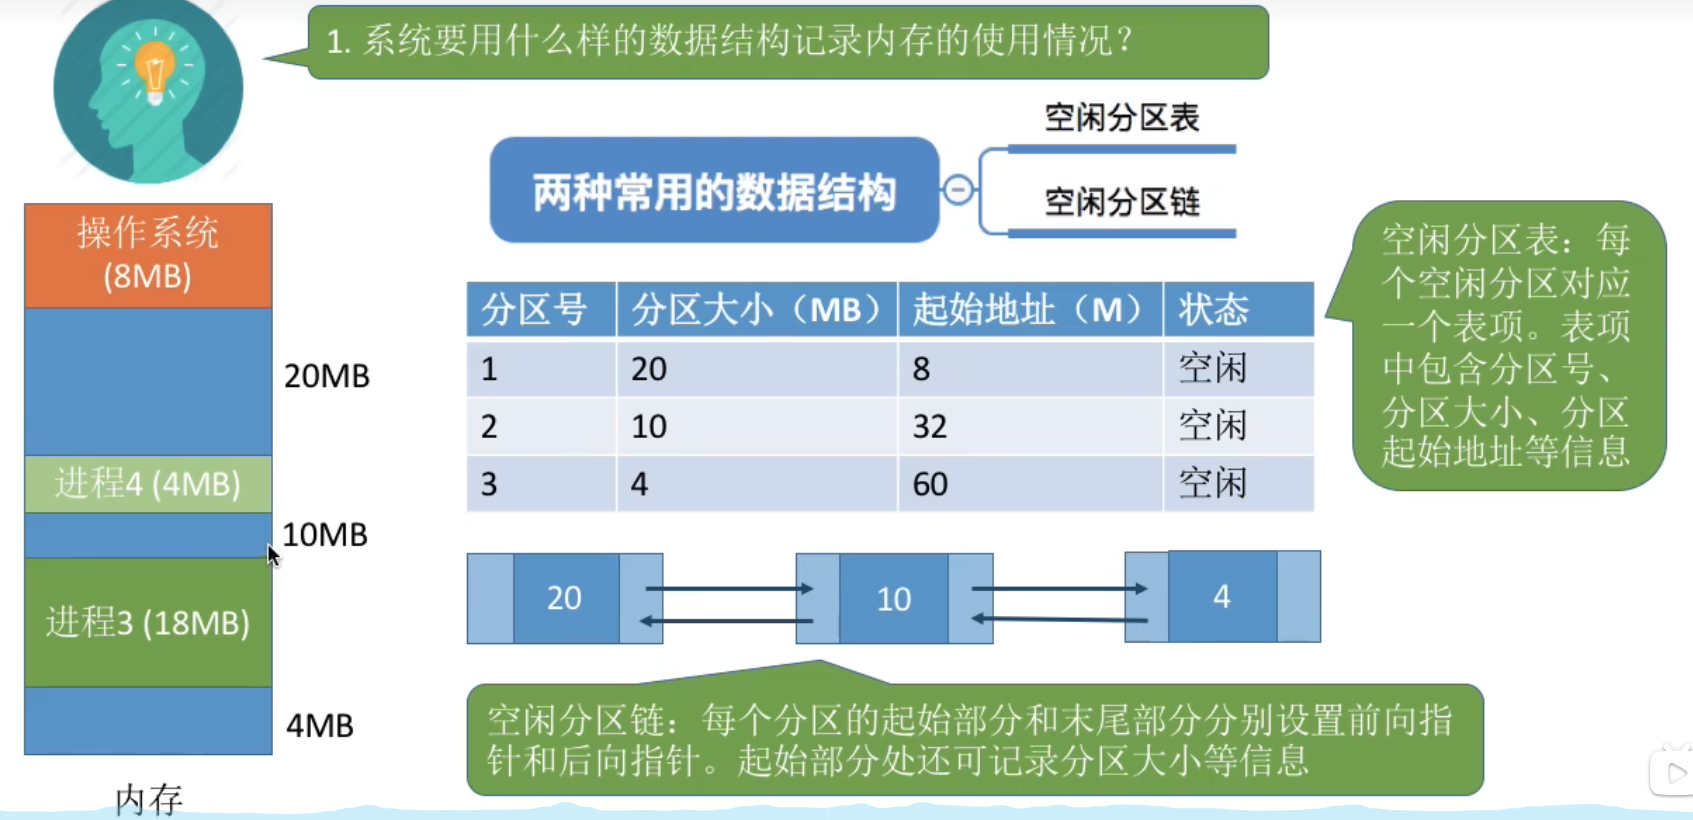 1. 系统要用什么样的数据结构记录内存的使用情况？
两种常用的数据结构
空闲分区表
空闲分区链
操作系统
(8MB)
20MB
进程4 (4MB)
10MB
进程3 (18MB)
4MB
内存
分区号 分区大小（MB） 起始地址（M） 状态
1 20 8 空闲
2 10 32 空闲
3 4 60 空闲
空闲分区表：每
个空闲分区对应
一个表项。表项
中包含分区号、
分区大小、分区
起始地址等信息
20 10 4
空闲分区链：每个分区的起始部分和末尾部分分别设置前向指
针和后向指针。起始部分处还可记录分区大小等信息